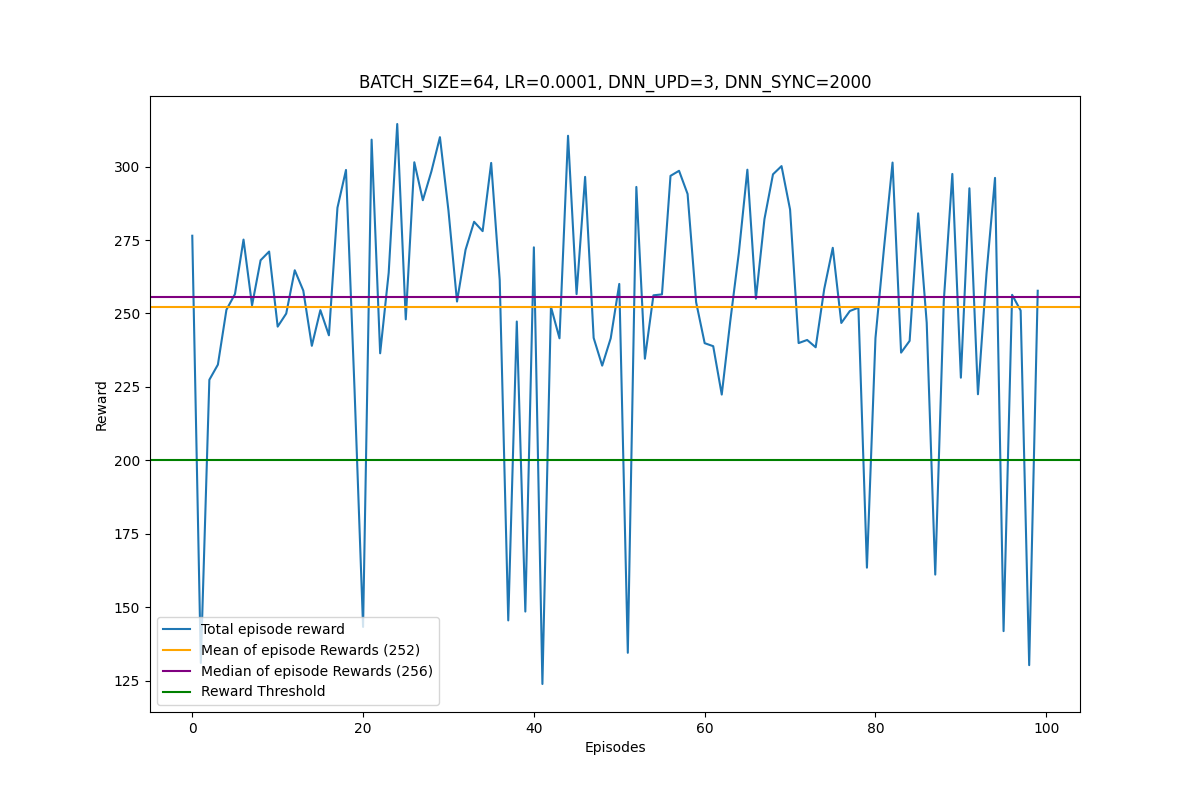 BATCH_SIZE=64, LR=0.0001, DNN_UPD=3, DNN_SYNC=2000
300
275
250
225
200
175
150
125
Reward
Total episode reward
Mean of episode Rewards (252)
Median of episode Rewards (256)
Reward Threshold
0 20 40 60 80 100
Episodes